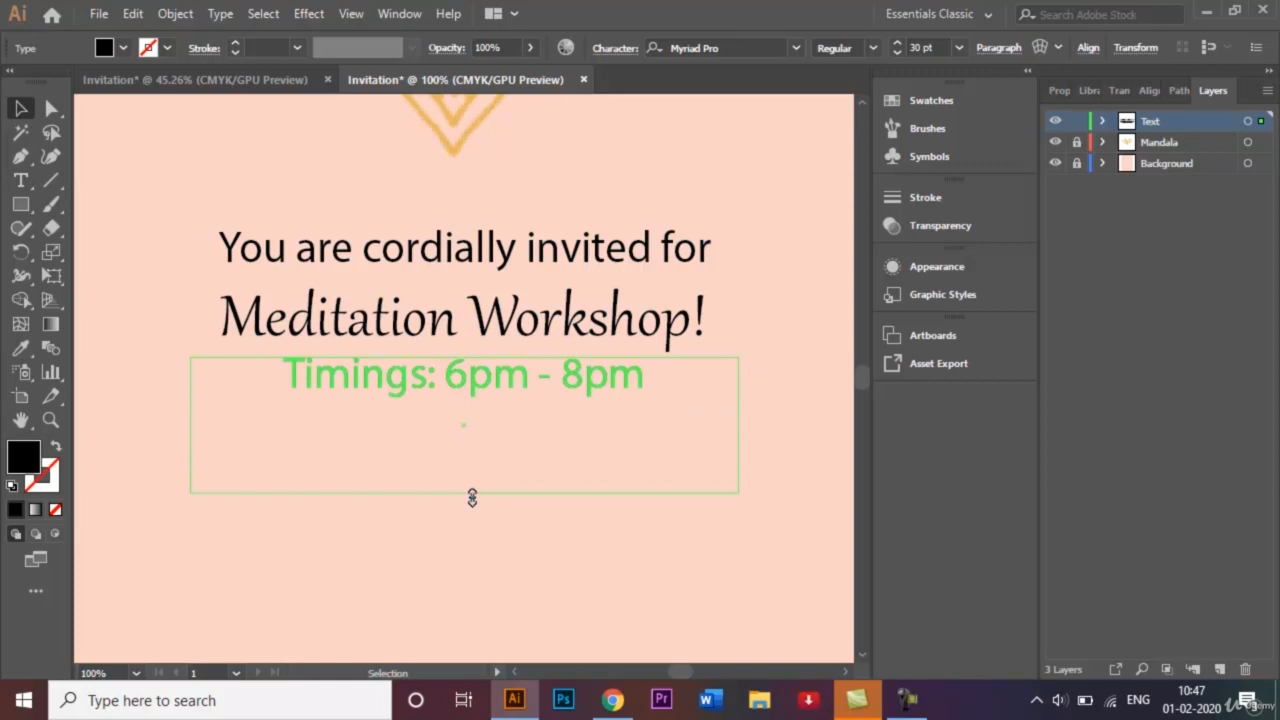 Ai
File Edit Object Type Select Effect View Window Help
Essentials Classic
Search Adobe Stock
Type
Stroke:
Opacity: 100%
Character: Myriad Pro
Regular
30 pt
Paragraph
Align
Transform
Invitation* @ 45.26% (CMYK/GPU Preview)
Invitation* @ 100% (CMYK/GPU Preview)
You are cordially invited for
Meditation Workshop!
Timings: 6pm - 8pm
Swatches
Brushes
Symbols
Stroke
Transparency
Appearance
Graphic Styles
Artboards
Asset Export
Prop Libra Tran Aligi Path Layers
Text
Mandala
Background
3 Layers
100%
1
Selection
Type here to search
Ai
Ps
Pr
ENG
10:47
01-02-2020